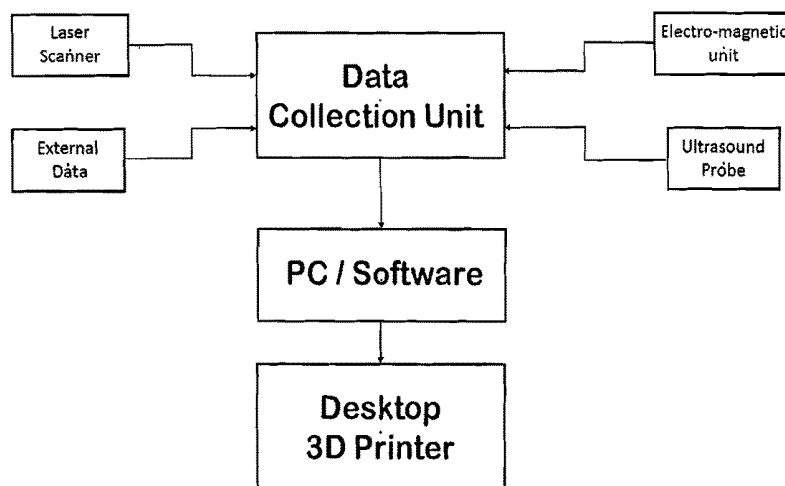 Laser
Scanner
Electro-magnetic
unit
Data
Collection Unit
External
Data
Ultrasound
Probe
PC / Software
Desktop
3D Printer